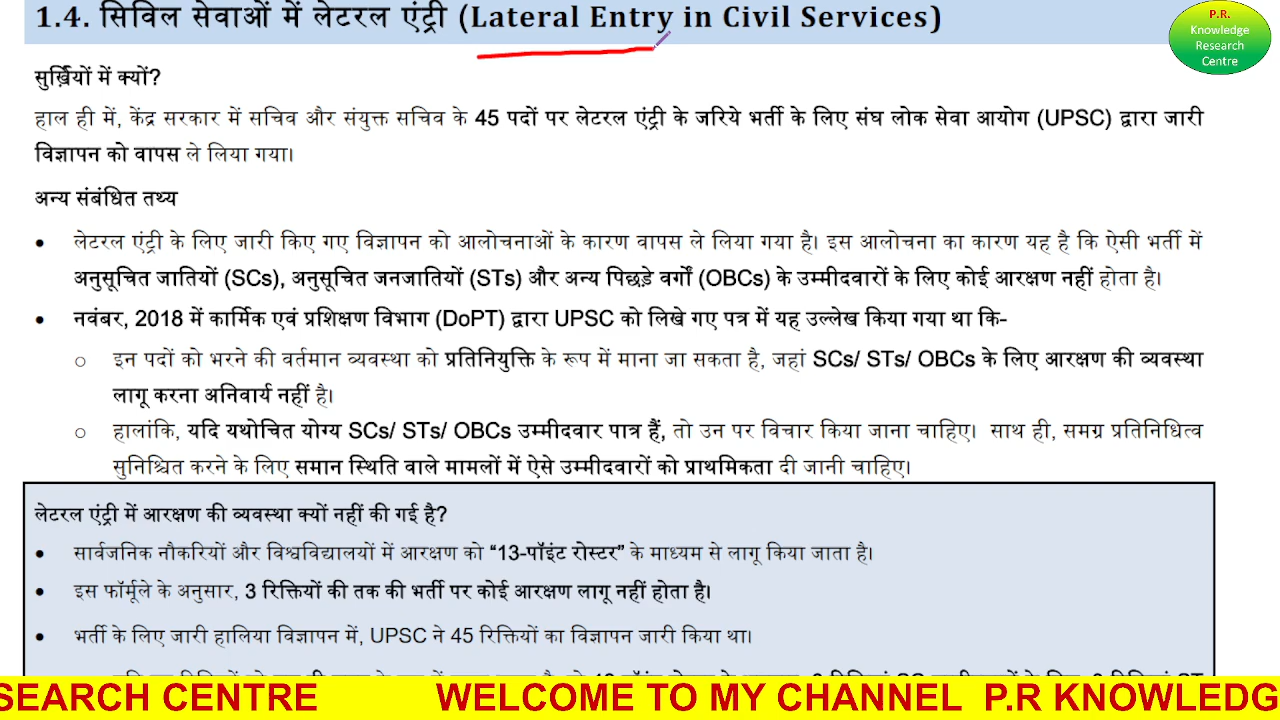 1.4. सिविल सेवाओं में लेटरल एंट्री (Lateral Entry in Civil Services)
P.R.
Knowledge
Research
Centre
सुर्ख़ियों में क्यों?
हाल ही में, केंद्र सरकार में सचिव और संयुक्त सचिव के 45 पदों पर लेटरल एंट्री के जरिये भर्ती के लिए संघ लोक सेवा आयोग (UPSC) द्वारा जारी
विज्ञापन को वापस ले लिया गया।
अन्य संबंधित तथ्य
• लेटरल एंट्री के लिए जारी किए गए विज्ञापन को आलोचनाओं के कारण वापस ले लिया गया है। इस आलोचना का कारण यह है कि ऐसी भर्ती में
अनुसूचित जातियों (SCs), अनुसूचित जनजातियों (STs) और अन्य पिछड़े वर्गों (OBCs) के उम्मीदवारों के लिए कोई आरक्षण नहीं होता है।
• नवंबर, 2018 में कार्मिक एवं प्रशिक्षण विभाग (DoPT) द्वारा UPSC को लिखे गए पत्र में यह उल्लेख किया गया था कि-
o इन पदों को भरने की वर्तमान व्यवस्था को प्रतिनियुक्ति के रूप में माना जा सकता है, जहां SCs/ STs/ OBCs के लिए आरक्षण की व्यवस्था
लागू करना अनिवार्य नहीं है।
o हालांकि, यदि यथोचित योग्य SCs/ STs/ OBCs उम्मीदवार पात्र हैं, तो उन पर विचार किया जाना चाहिए। साथ ही, समग्र प्रतिनिधित्व
सुनिश्चित करने के लिए समान स्थिति वाले मामलों में ऐसे उम्मीदवारों को प्राथमिकता दी जानी चाहिए।
लेटरल एंट्री में आरक्षण की व्यवस्था क्यों नहीं की गई है?
• सार्वजनिक नौकरियों और विश्वविद्यालयों में आरक्षण को "13-पॉइंट रोस्टर" के माध्यम से लागू किया जाता है।
• इस फॉर्मूले के अनुसार, 3 रिक्तियों की तक की भर्ती पर कोई आरक्षण लागू नहीं होता है।
• भर्ती के लिए जारी हालिया विज्ञापन में, UPSC ने 45 रिक्तियों का विज्ञापन जारी किया था।
SEARCH CENTRE WELCOME TO MY CHANNEL P.R KNOWLEDG